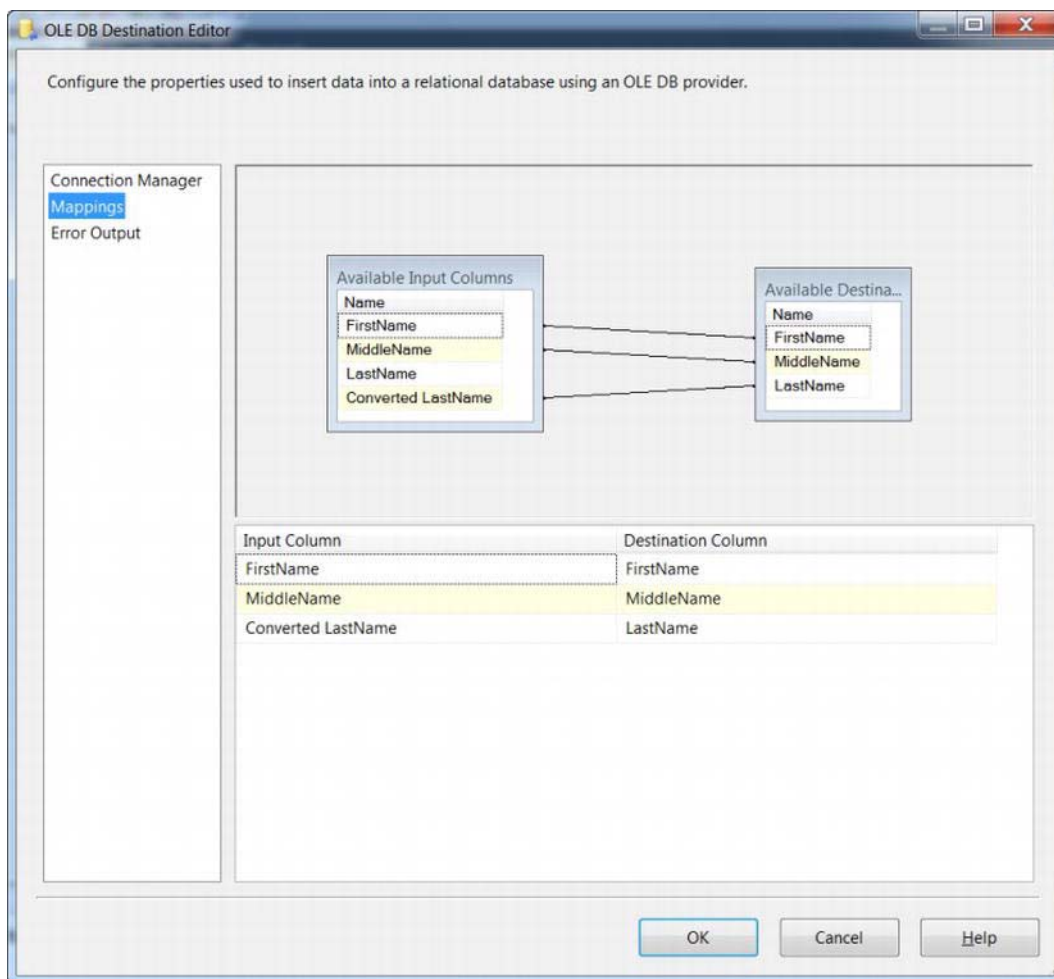 OLE DB Destination Editor
Configure the properties used to insert data into a relational database using an OLE DB provider.
Connection Manager
Mappings
Error Output
Available Input Columns
Name
FirstName
MiddleName
LastName
Converted LastName
Available Destina...
Name
FirstName
MiddleName
LastName
Input Column Destination Column
FirstName FirstName
MiddleName MiddleName
Converted LastName LastName
OK Cancel Help